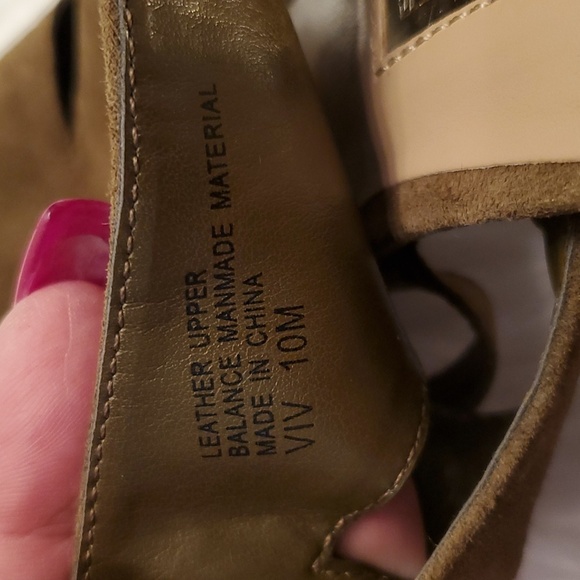 LEATHER UPPER
BALANCE MANMADE MATERIAL
MADE IN CHINA
VIV 10M